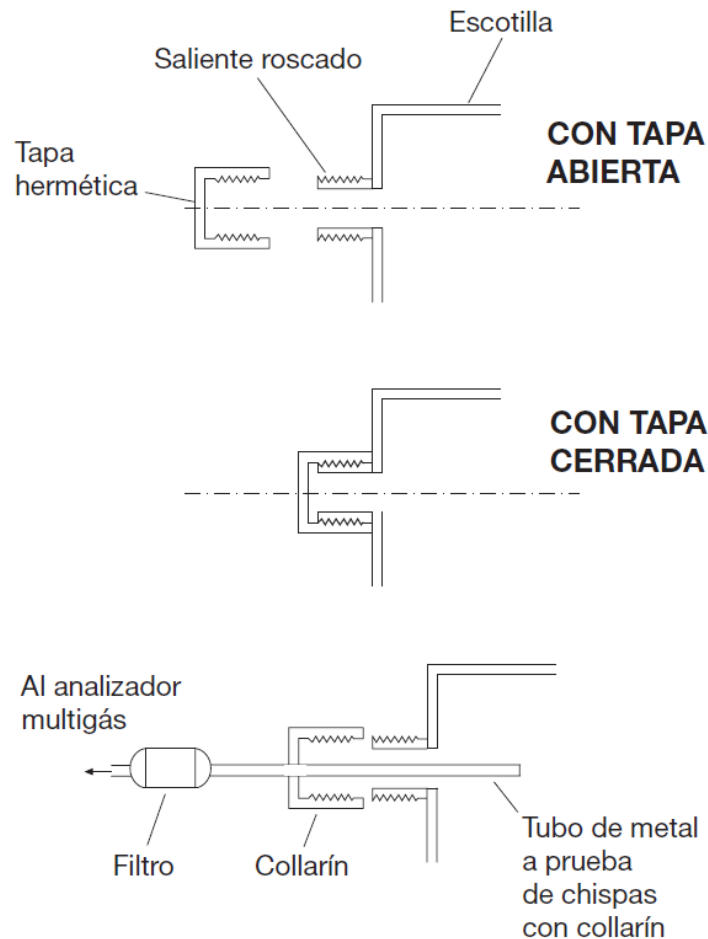 Escotilla
Saliente roscado
CON TAPA
ABIERTA
Tapa
hermética
CON TAPA
CERRADA
Al analizador
multigás
Filtro
Collarín
Tubo de metal
a prueba
de chispas
con collarín